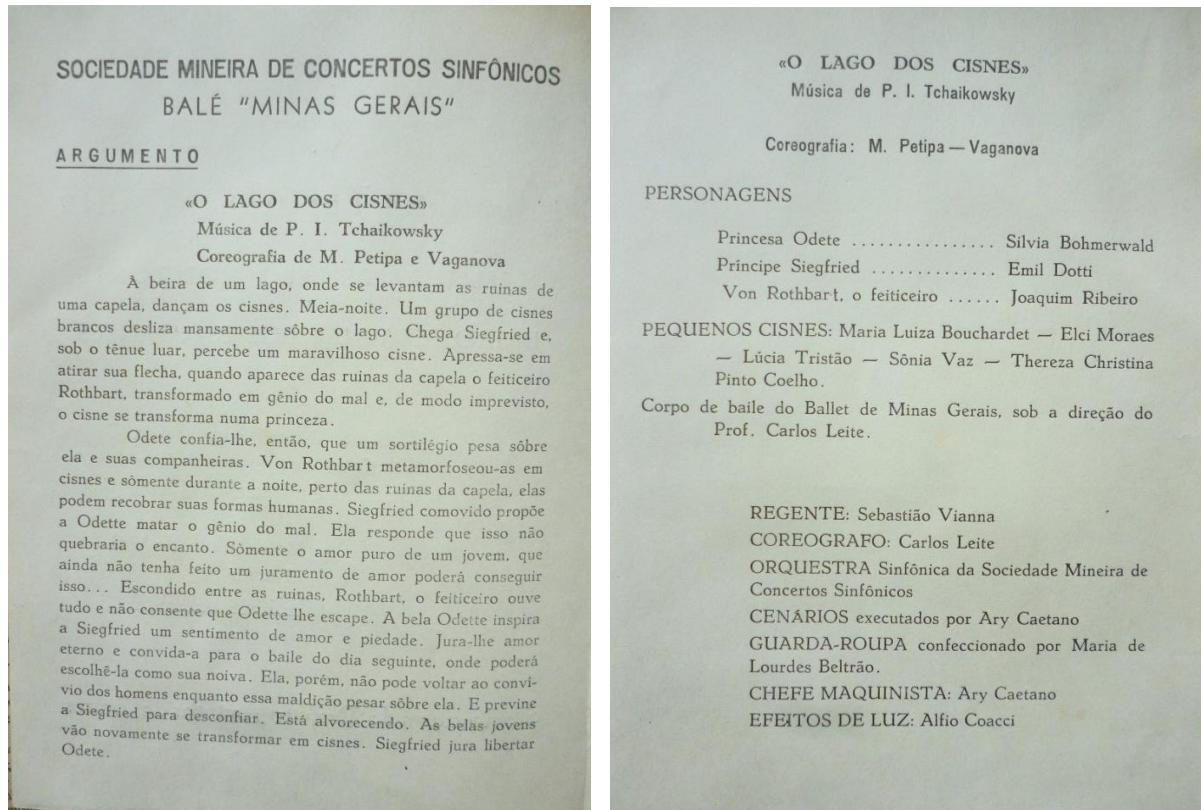 SOCIEDADE MINEIRA DE CONCERTOS SINFÔNICOS
BALÉ "MINAS GERAIS"
ARGUMENTO
«O LAGO DOS CISNES»
Música de P. I. Tchaikowsky
Coreografia de M. Petipa e Vaganova
À beira de um lago, onde se levantam as ruinas de
uma capela, dançam os cisnes. Meia-noite. Um grupo de cisnes
brancos desliza mansamente sôbre o lago. Chega Siegfried e,
sob o tênue luar, percebe um maravilhoso cisne. Apressa-se em
atirar sua flecha, quando aparece das ruinas da capela o feiticeiro
Rothbart, transformado em gênio do mal e, de modo imprevisto,
o cisne se transforma numa princeza.
Odete confia-lhe, então, que um sortilégio pesa sôbre
ela e suas companheiras. Von Rothbart metamorfoseou-as em
cisnes e sòmente durante a noite, perto das ruinas da capela, elas
podem recobrar suas formas humanas. Siegfried comovido propõe
a Odette matar o gênio do mal. Ela responde que isso não
quebraria o encanto. Sòmente o amor puro de um jovem, que
ainda não tenha feito um juramento de amor poderá conseguir
isso... Escondido entre as ruinas, Rothbart, o feiticeiro ouve
tudo e não consente que Odette lhe escape. A bela Odette inspira
a Siegfried um sentimento de amor e piedade. Jura-lhe amor
eterno e convida-a para o baile do dia seguinte, onde poderá
escolhê-la como sua noiva. Ela, porém, não pode voltar ao conví-
vio dos homens enquanto essa maldição pesar sôbre ela. E previne
a Siegfried para desconfiar. Está alvorecendo. As belas jovens
vão novamente se transformar em cisnes. Siegfried jura libertar
Odete.
«O LAGO DOS CISNES»
Música de P. I. Tchaikowsky
Coreografia: M. Petipa — Vaganova
PERSONAGENS
Princesa Odete ................ Silvia Bohmerwald
Príncipe Siegfried .............. Emil Dotti
Von Rothbart, o feiticeiro ...... Joaquim Ribeiro
PEQUENOS CISNES: Maria Luiza Bouchardet — Elci Moraes
— Lúcia Tristão — Sônia Vaz — Thereza Christina
Pinto Coelho.
Corpo de baile do Ballet de Minas Gerais, sob a direção do
Prof. Carlos Leite.
REGENTE: Sebastião Vianna
COREOGRAFO: Carlos Leite
ORQUESTRA Sinfônica da Sociedade Mineira de
Concertos Sinfônicos
CENÁRIOS executados por Ary Caetano
GUARDA-ROUPA confeccionado por Maria de
Lourdes Beltrão.
CHEFE MAQUINISTA: Ary Caetano
EFEITOS DE LUZ: Alfio Coacci